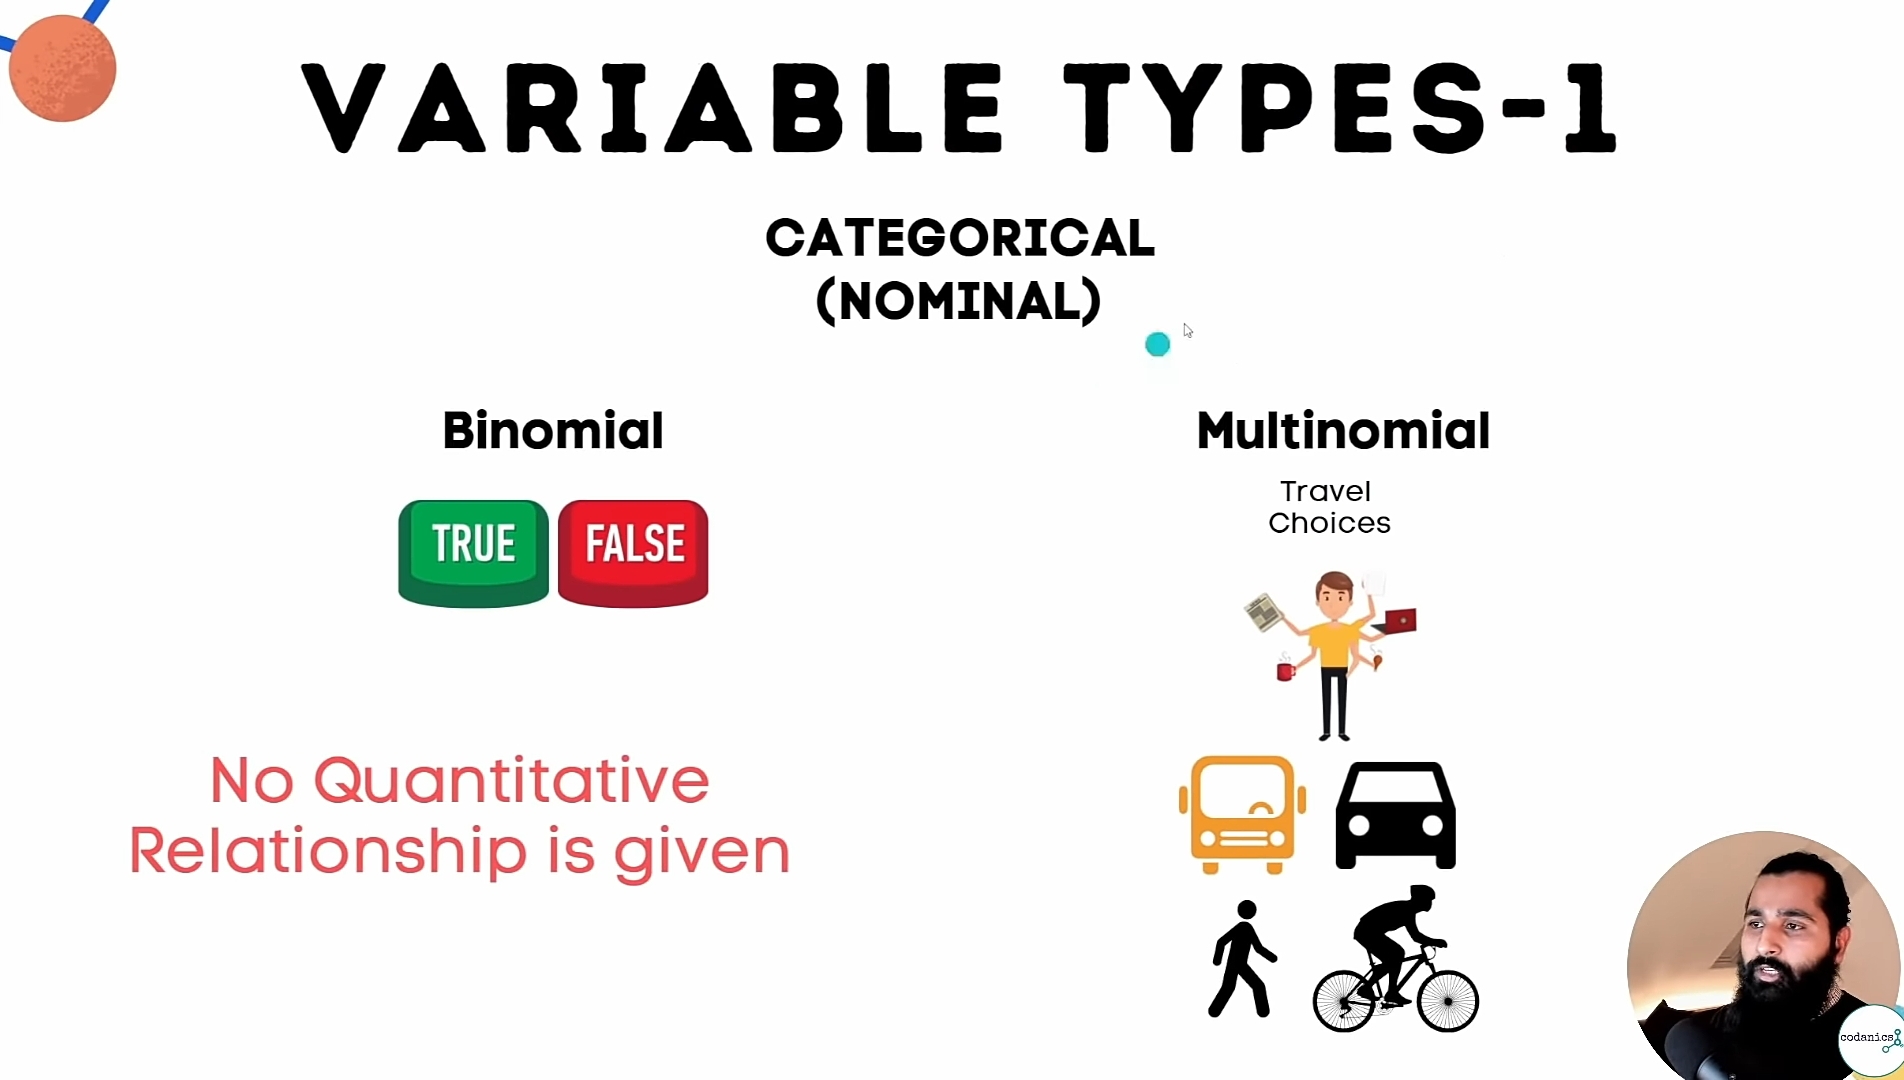 VARIABLE TYPES-1
CATEGORICAL
(NOMINAL)
Binomial
TRUE FALSE
No Quantitative
Relationship is given
Multinomial
Travel
Choices
codanics